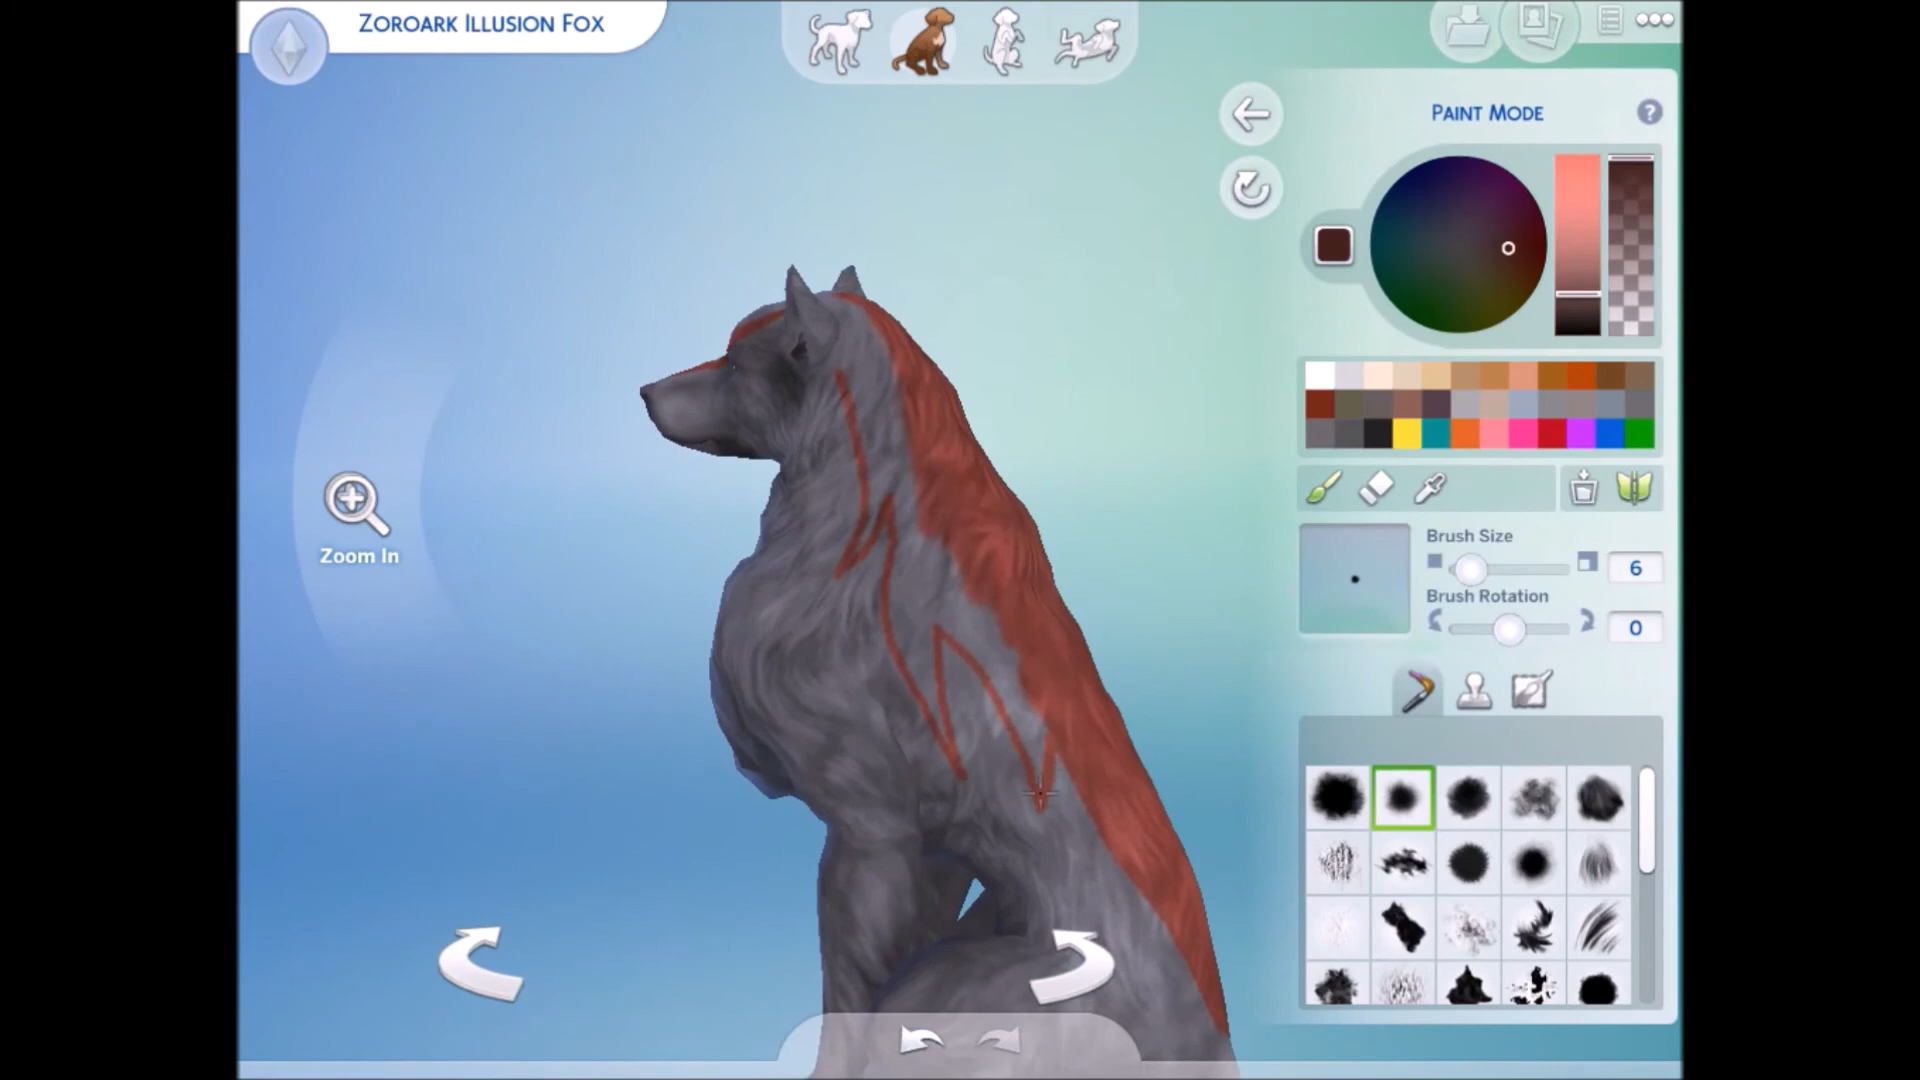 ZOROARK ILLUSION FOX
PAINT MODE
?
Zoom In
Brush Size
6
Brush Rotation
0